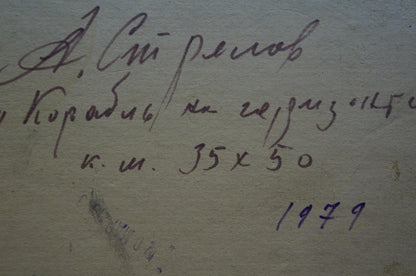 А. Стрелов
"Корабль на горизонте
к.м. 35 x 50
1979